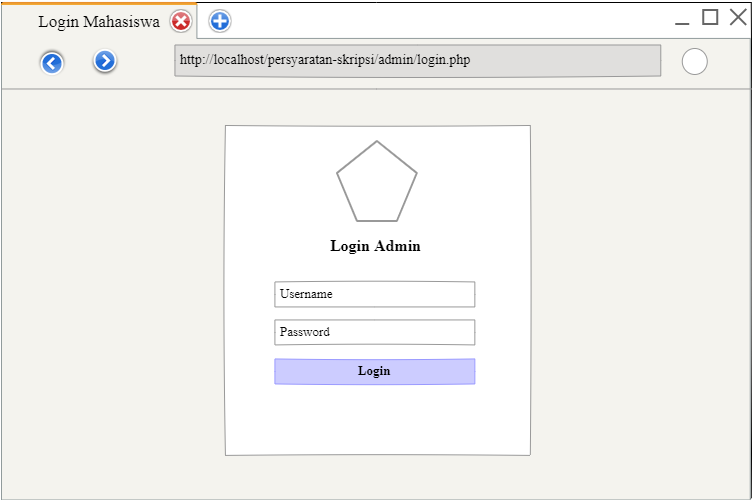 Login Mahasiswa
http://localhost/persyaratan-skripsi/admin/login.php
Login Admin
Username
Password
Login